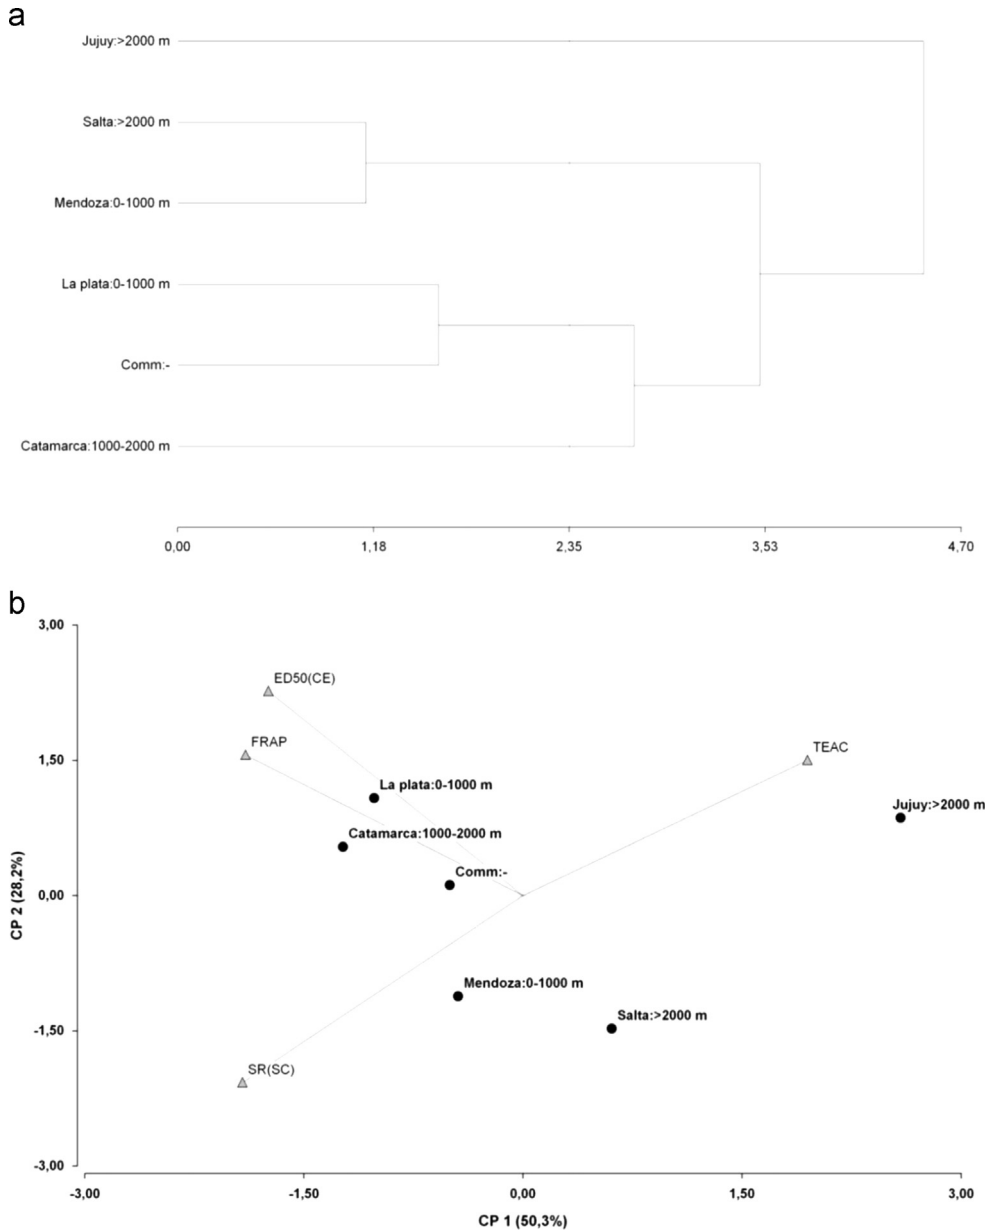 a
Jujuy:>2000 m
Salta:>2000 m
Mendoza:0-1000 m
La plata:0-1000 m
Comm:-
Catamarca:1000-2000 m
0,00 1,18 2,35 3,53 4,70
b
3,00
ED50(CE)
FRAP
TEAC
1,50
La plata:0-1000 m
Jujuy:>2000 m
Catamarca:1000-2000 m
Comm:-
0,00
CP 2 (28,2%)
Mendoza:0-1000 m
Salta:>2000 m
-1,50
SR(SC)
-3,00
-3,00 -1,50 0,00 1,50 3,00
CP 1 (50,3%)